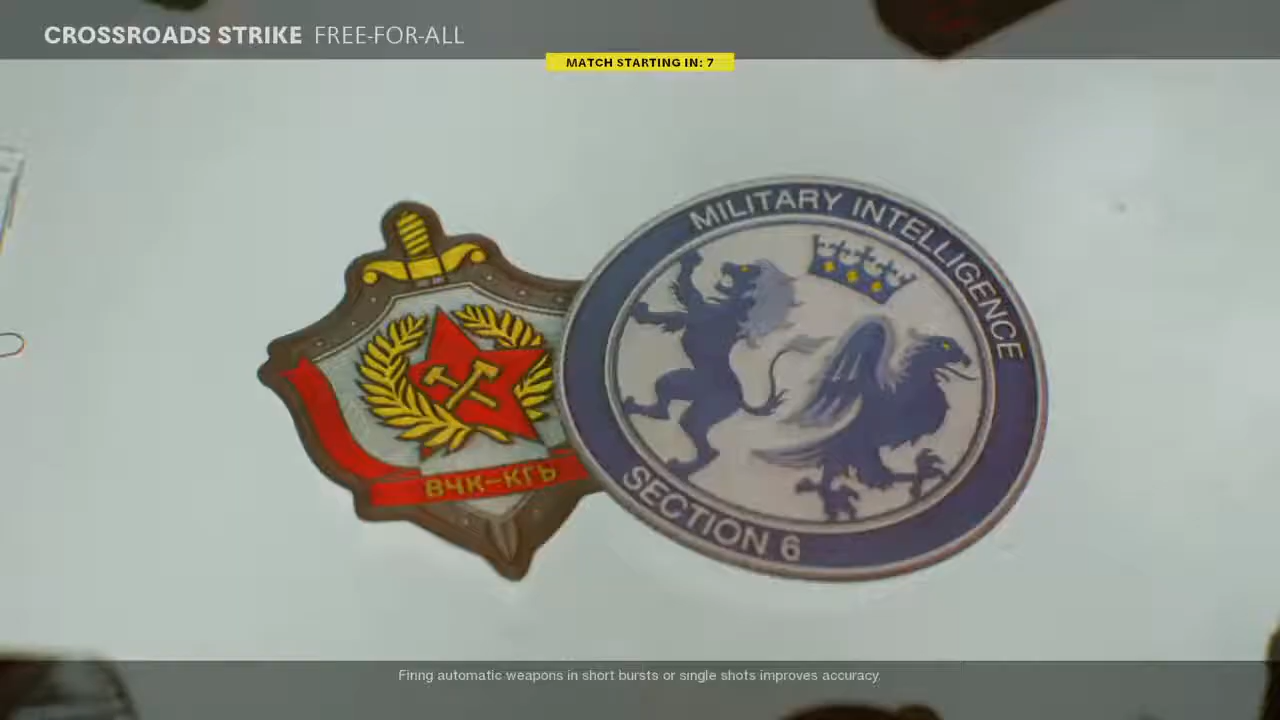 CROSSROADS STRIKE FREE-FOR-ALL
MATCH STARTING IN: 7
MILITARY INTELLIGENCE
SECTION 6
ВЧК–КГЬ
Firing automatic weapons in short bursts or single shots improves accuracy.